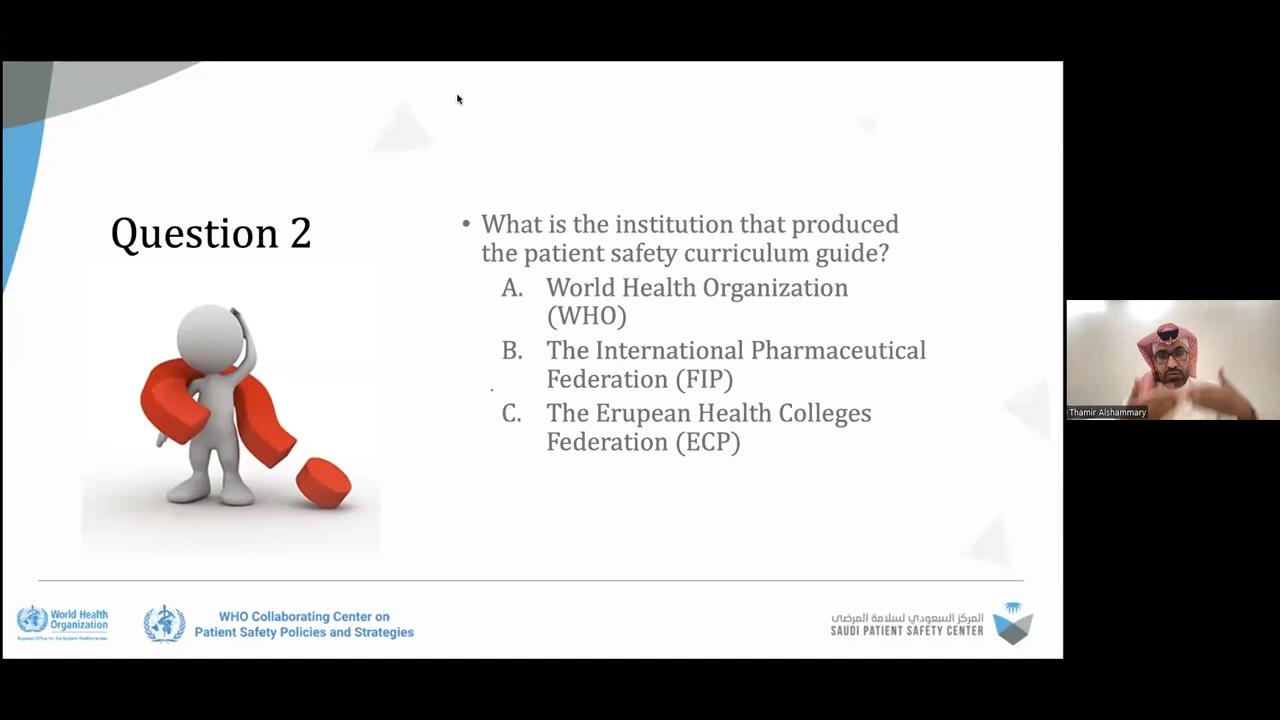 Question 2
• What is the institution that produced
the patient safety curriculum guide?
A. World Health Organization
(WHO)
B. The International Pharmaceutical
Federation (FIP)
C. The Erupean Health Colleges
Federation (ECP)
Thamir Alshammary
World Health
Organization
Regional Office for the Eastern Mediterranean
WHO Collaborating Center on
Patient Safety Policies and Strategies
المركز السعودي لسلامة المرضى
SAUDI PATIENT SAFETY CENTER